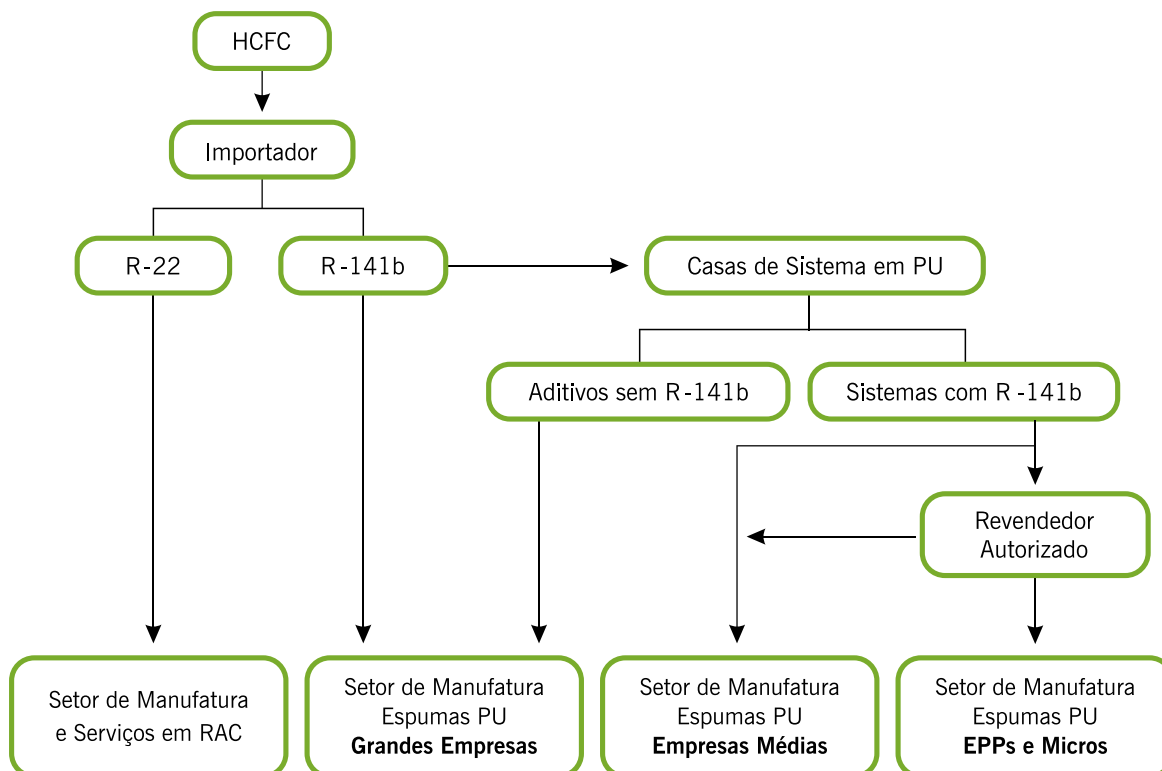 HCFC
Importador
R-22
R-141b
Casas de Sistema em PU
Aditivos sem R-141b
Sistemas com R-141b
Revendedor
Autorizado
Setor de Manufatura
e Serviços em RAC
Setor de Manufatura
Espumas PU
Grandes Empresas
Setor de Manufatura
Espumas PU
Empresas Médias
Setor de Manufatura
Espumas PU
EPPs e Micros